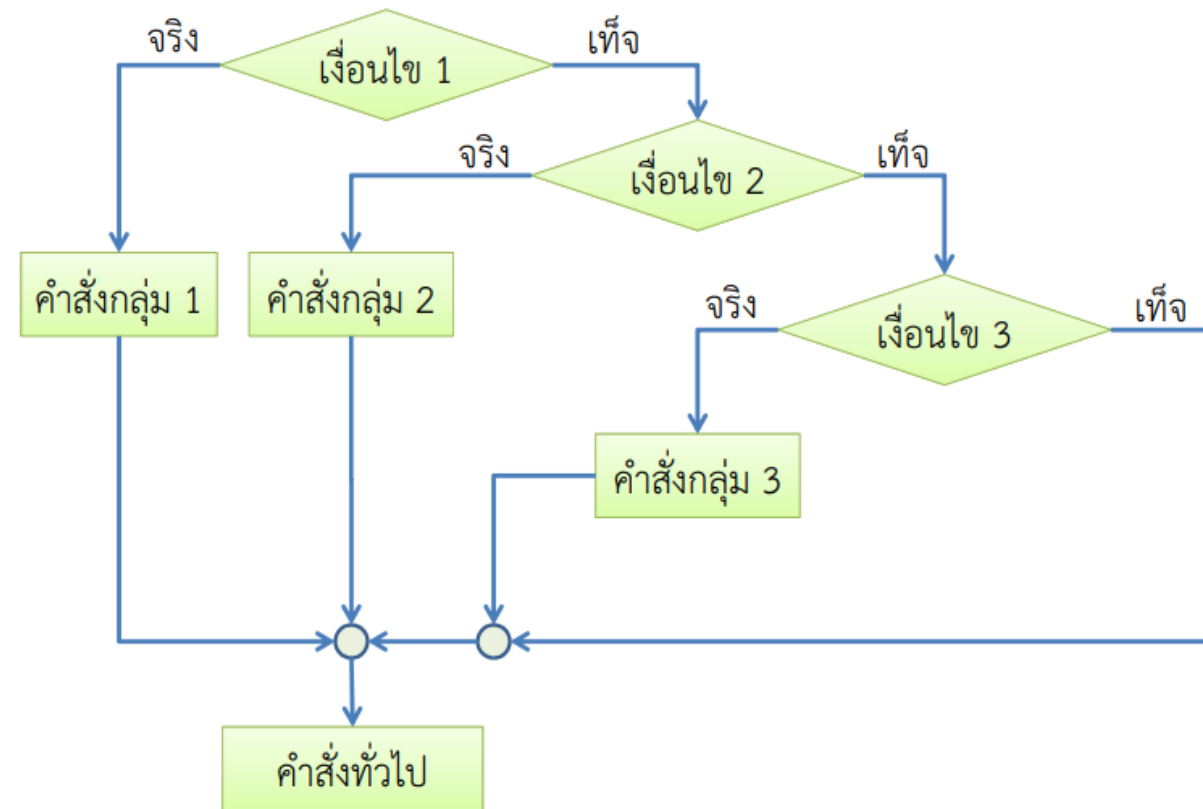 จริง
เท็จ
เงื่อนไข 1
จริง
เท็จ
เงื่อนไข 2
คำสั่งกลุ่ม 1
คำสั่งกลุ่ม 2
จริง
เท็จ
เงื่อนไข 3
คำสั่งกลุ่ม 3
คำสั่งทั่วไป